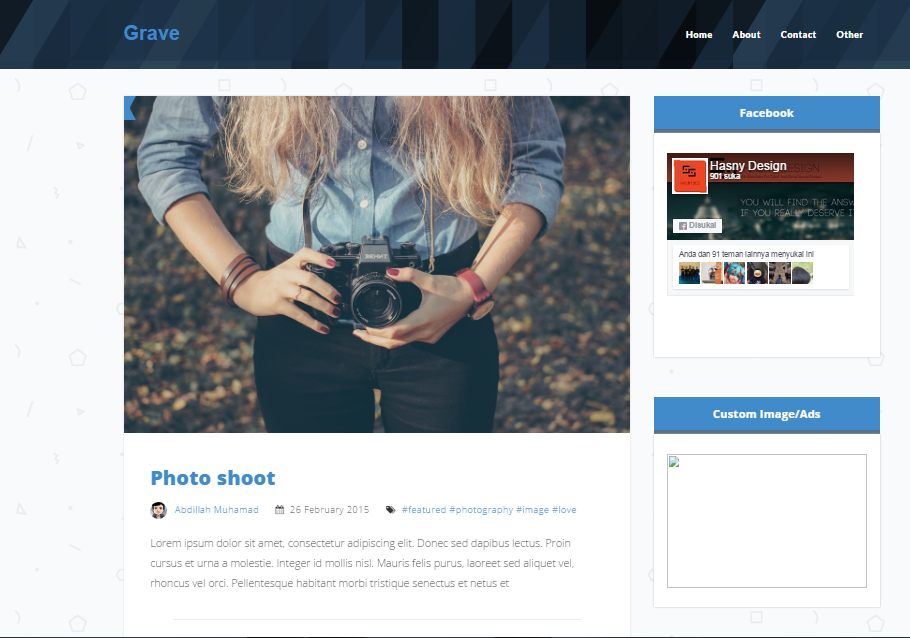 Grave
Home About Contact Other
Photo shoot
Abdillah Muhamad 26 February 2015 #featured #photography #image #love
Lorem ipsum dolor sit amet, consectetur adipiscing elit. Donec sed dapibus lectus. Proin
cursus et urna a molestie. Integer id mollis nisl. Mauris felis purus, laoreet sed aliquet vel,
rhoncus vel orci. Pellentesque habitant morbi tristique senectus et netus et
Facebook
Hasny Design
901 suka
YOU WILL FIND THE ANSW
IF YOU REALLY DESERVE IT
Disukai
Anda dan 91 teman lainnya menyukai ini
Custom Image/Ads